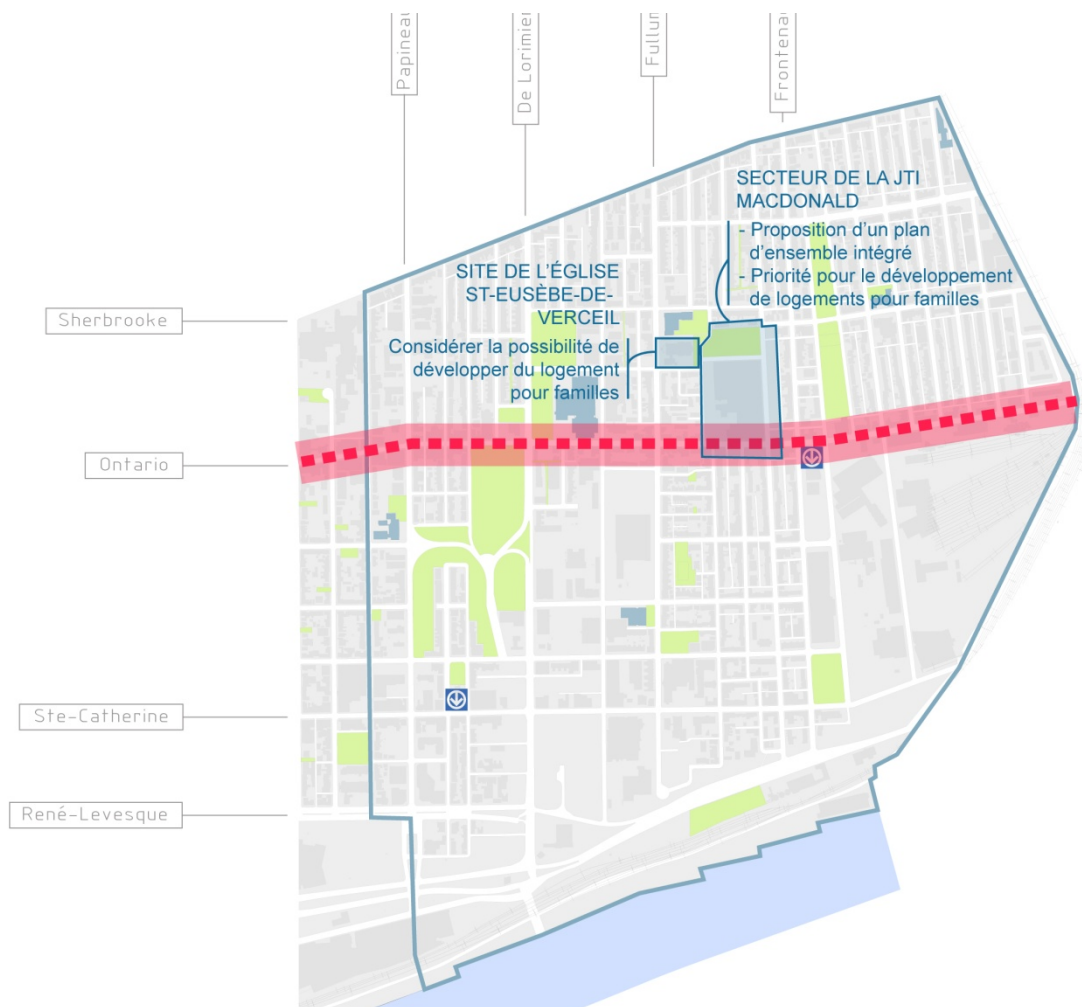 Papineau
De Lorimier
Fullum
Frontenac
SECTEUR DE LA JTI
MACDONALD
- Proposition d'un plan
d'ensemble intégré
- Priorité pour le développement
de logements pour familles
SITE DE L'ÉGLISE
ST-EUSÈBE-DE-
VERCEIL
Considérer la possibilité de
développer du logement
pour familles
Sherbrooke
Ontario
Ste-Catherine
René-Levesque